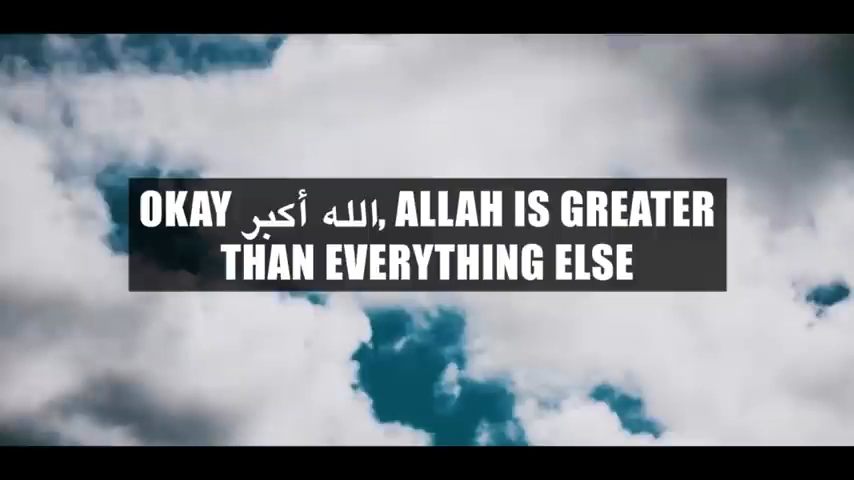 OKAY الله أكبر, ALLAH IS GREATER
THAN EVERYTHING ELSE